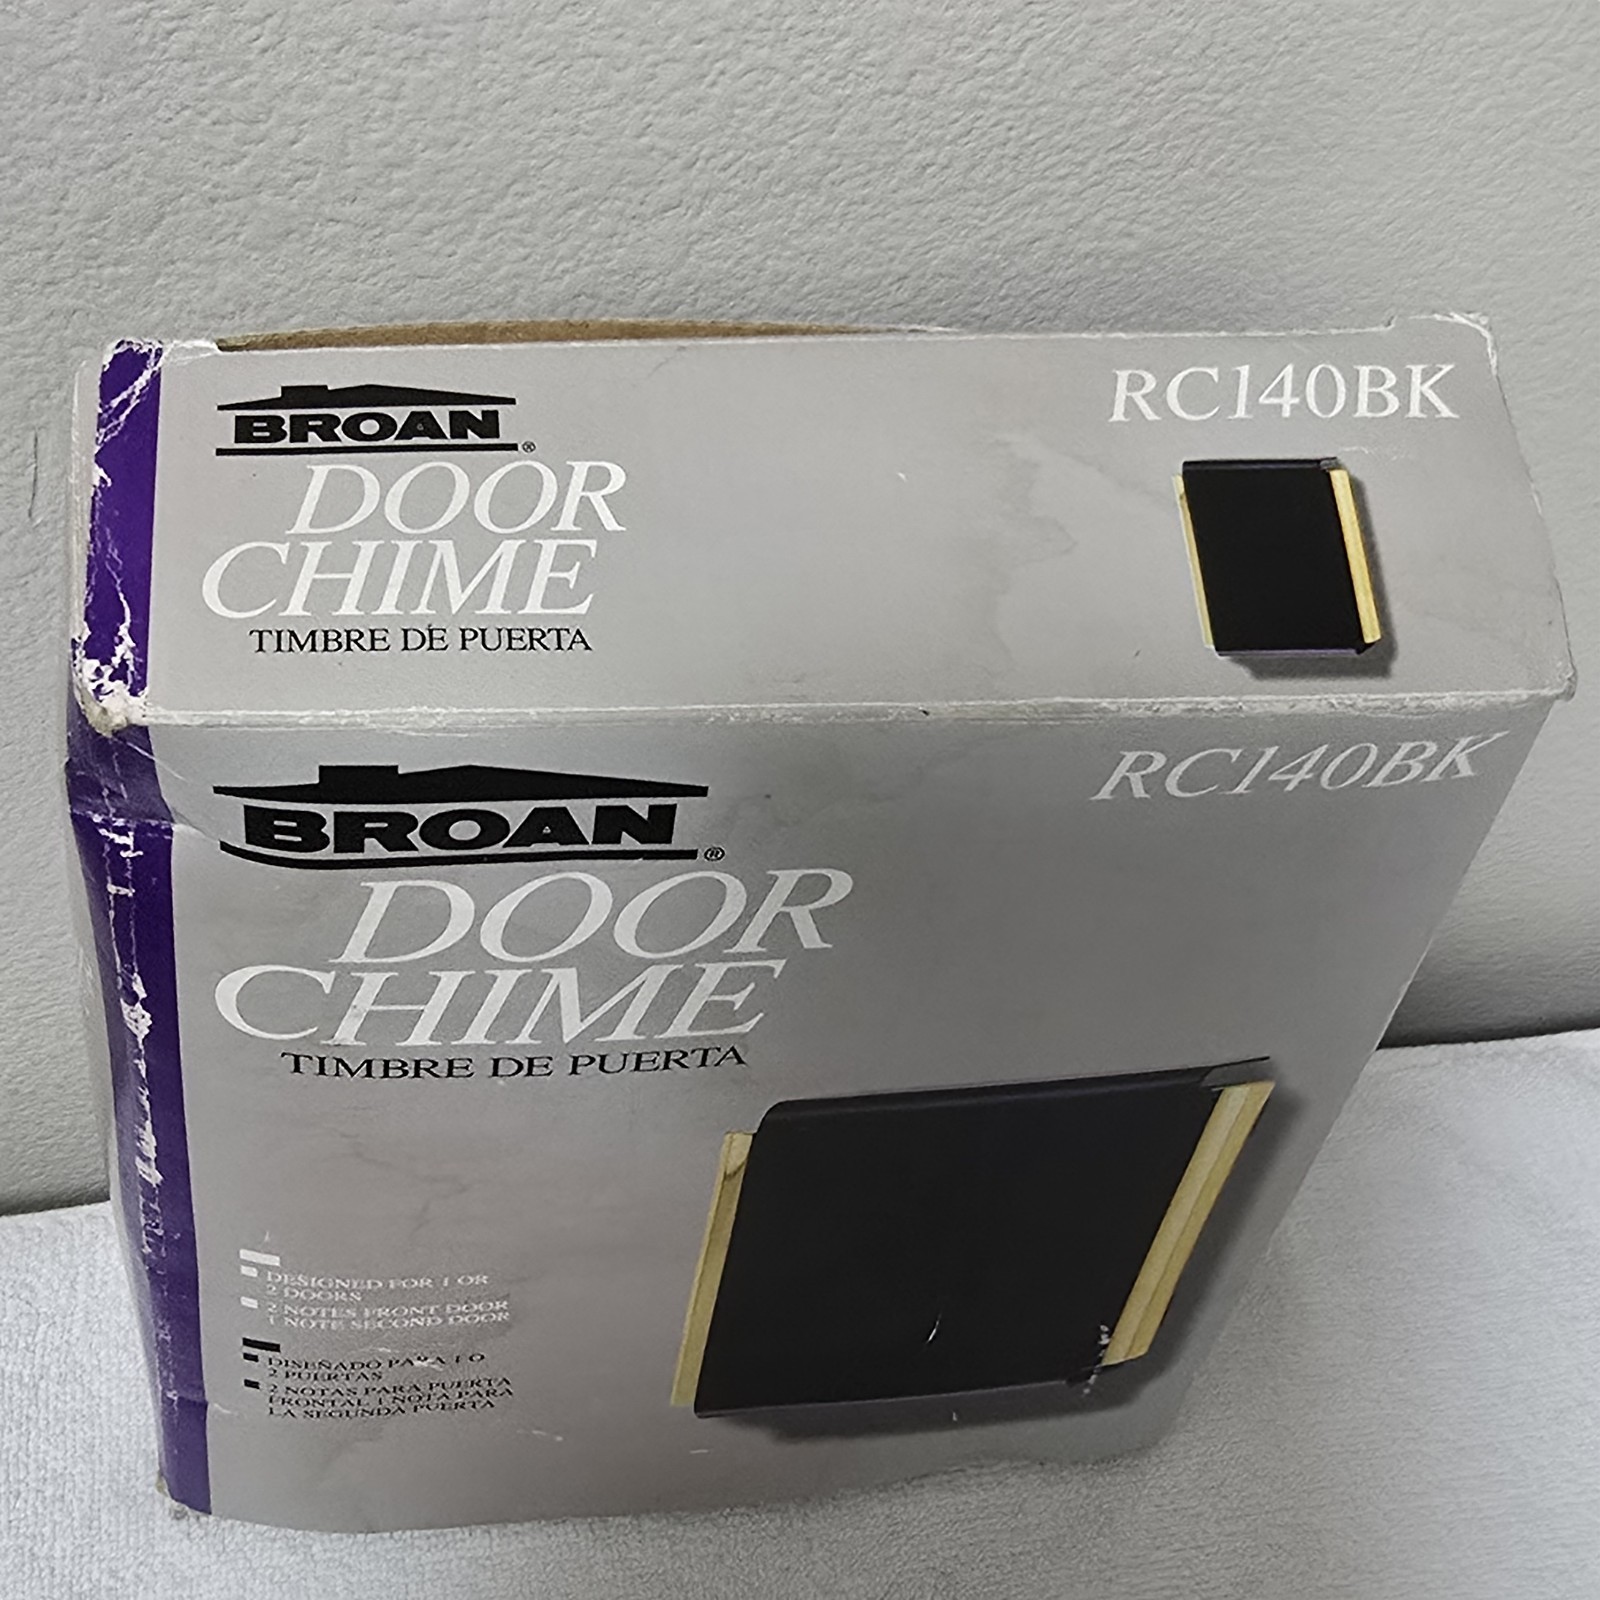 BROAN®
DOOR
CHIME
TIMBRE DE PUERTA
RC140BK
BROAN®
DOOR
CHIME
TIMBRE DE PUERTA
RC140BK
DESIGNED FOR 1 OR
2 DOORS
2 NOTES FRONT DOOR
1 NOTE SECOND DOOR
DISEÑADO PARA 1 O
2 PUERTAS
2 NOTAS PARA PUERTA
FRONTAL 1 NOTA PARA
LA SEGUNDA PUERTA